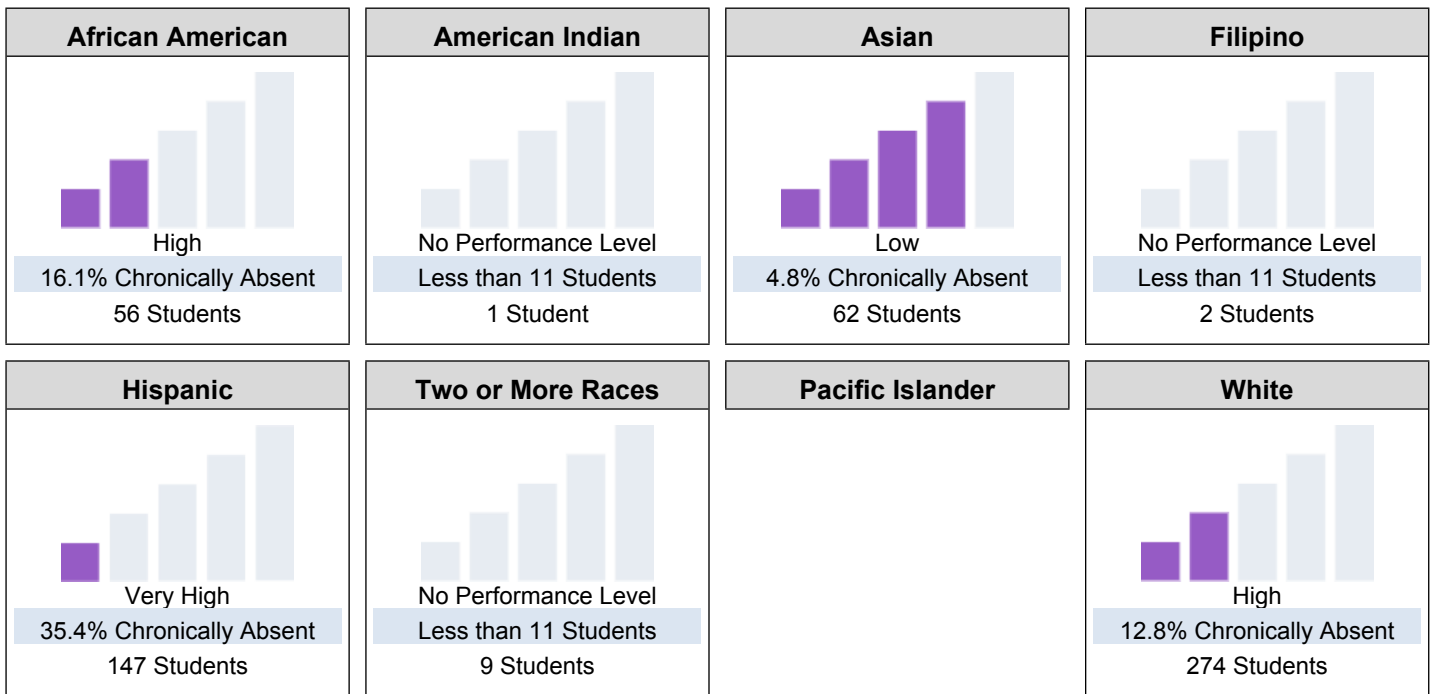 African American
High
16.1% Chronically Absent
56 Students
American Indian
No Performance Level
Less than 11 Students
1 Student
Asian
Low
4.8% Chronically Absent
62 Students
Filipino
No Performance Level
Less than 11 Students
2 Students
Hispanic
Very High
35.4% Chronically Absent
147 Students
Two or More Races
No Performance Level
Less than 11 Students
9 Students
Pacific Islander
White
High
12.8% Chronically Absent
274 Students